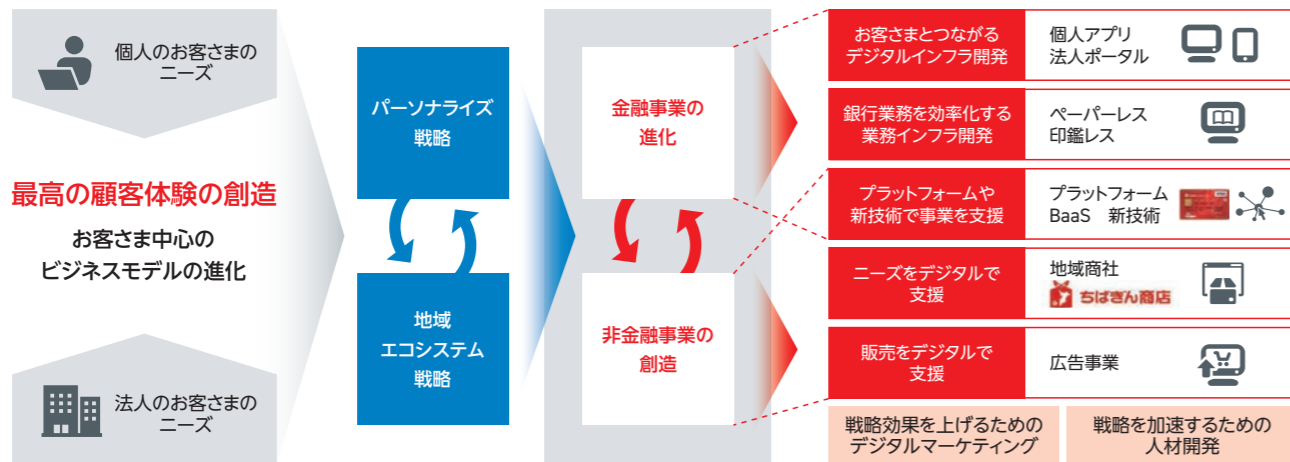 個人のお客さまの
ニーズ
最高の顧客体験の創造
お客さま中心の
ビジネスモデルの進化
法人のお客さまの
ニーズ
パーソナライズ
戦略
地域
エコシステム
戦略
金融事業の
進化
非金融事業の
創造
お客さまとつながる
デジタルインフラ開発
個人アプリ
法人ポータル
銀行業務を効率化する
業務インフラ開発
ペーパーレス
印鑑レス
プラットフォームや
新技術で事業を支援
プラットフォーム
BaaS 新技術
ニーズをデジタルで
支援
地域商社
ちばぎん商店
販売をデジタルで
支援
広告事業
戦略効果を上げるための
デジタルマーケティング
戦略を加速するための
人材開発